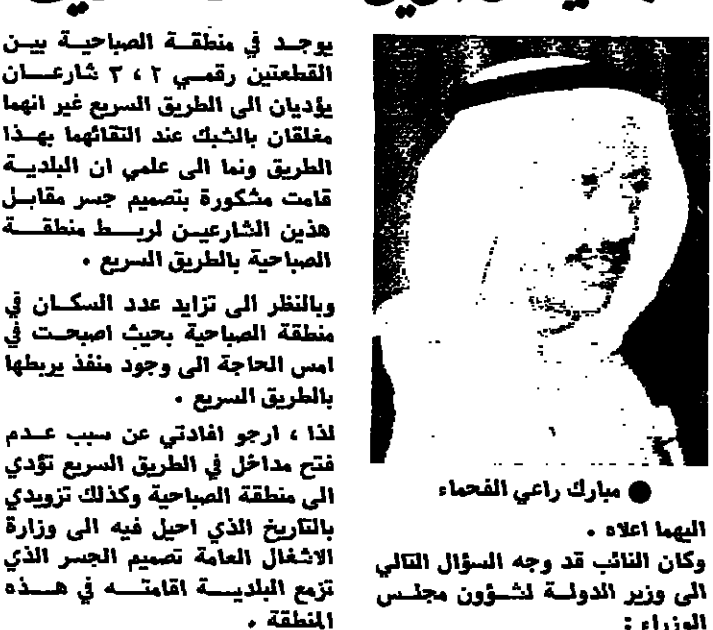 ● مبارك راعي الفحماء
اليهما اعلاه .
وكان النائب قد وجه السؤال التالي
الى وزير الدولة لشؤون مجلس
الوزراء :
يوجد في منطقة الصباحية بين
القطعتين رقمي ٢ ، ٣ شارعان
يؤديان الى الطريق السريع غير انهما
مغلقان بالشبك عند التقائهما بهذا
الطريق ونما الى علمي ان البلدية
قامت مشكورة بتصميم جسر مقابل
هذين الشارعين لربط منطقة
الصباحية بالطريق السريع .
وبالنظر الى تزايد عدد السكان في
منطقة الصباحية بحيث اصبحت في
امس الحاجة الى وجود منفذ يربطها
بالطريق السريع .
لذا ، ارجو افادتي عن سبب عدم
فتح مداخل في الطريق السريع تؤدي
الى منطقة الصباحية وكذلك تزويدي
بالتاريخ الذي احيل فيه الى وزارة
الاشغال العامة تصميم الجسر الذي
تزمع البلدية اقامته في هذه
المنطقة .